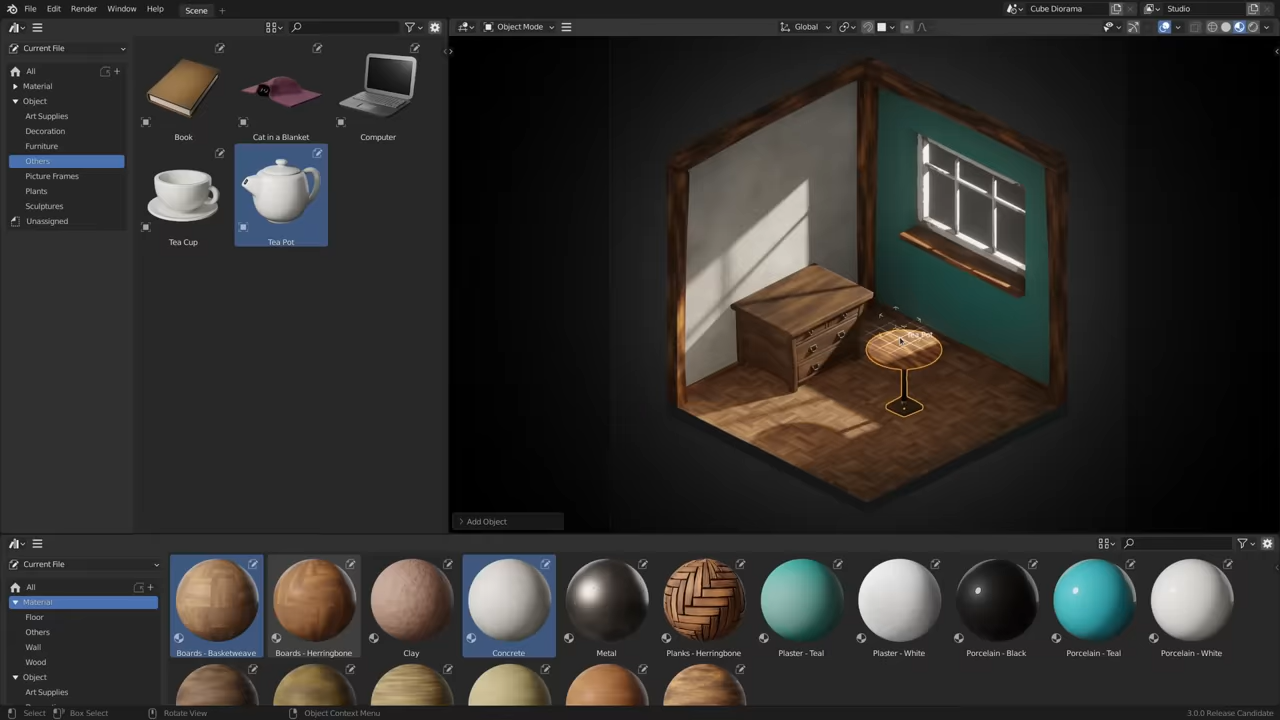 File Edit Render Window Help Scene Cube Diorama Studio
Object Mode Global
Current File
All
Material
Object
Art Supplies
Decoration
Furniture
Others
Picture Frames
Plants
Sculptures
Unassigned
Book Cat in a Blanket Computer
Tea Cup Tea Pot
Add Object
Current File
All
Material
Floor
Others
Wall
Wood
Object
Art Supplies
Boards - Basketweave Boards - Herringbone Clay Concrete Metal Planks - Herringbone Plaster - Teal Plaster - White Porcelain - Black Porcelain - Teal Porcelain - White
Select Box Select Rotate View Object Context Menu 3.0.0 Release Candidate